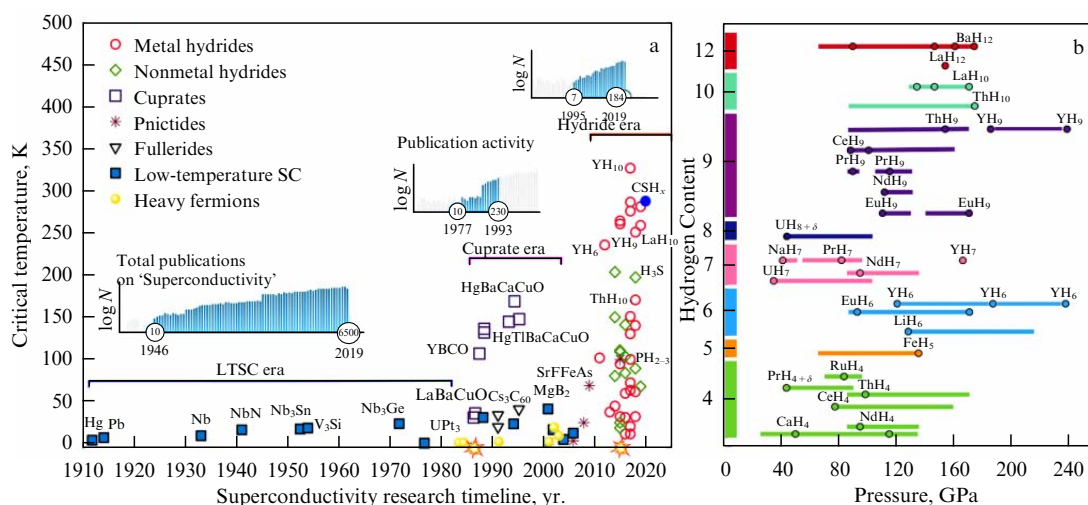 500
450
400
350
300
250
200
150
100
50
0
Critical temperature, K
a
Metal hydrides
Nonmetal hydrides
Cuprates
Pnictides
Fullerides
Low-temperature SC
Heavy fermions
log N
7
184
1995
2019
Hydride era
Publication activity
log N
10
230
1977
1993
Cuprate era
Total publications
on ‘Superconductivity’
log N
10
6500
1946
2019
LTSC era
YH10
CSHx
YH6
YH9
LaH10
H3S
ThH10
PH2–3
HgBaCaCuO
HgTlBaCaCuO
YBCO
SrFFeAs
LaBaCuO
Cs3C60
MgB2
UPt3
Hg
Pb
Nb
NbN
Nb3Sn
V3Si
Nb3Ge
1910 1920 1930 1940 1950 1960 1970 1980 1990 2000 2010 2020
Superconductivity research timeline, yr.
b
Hydrogen Content
12
10
9
8
7
6
5
4
BaH12
LaH12
LaH10
ThH10
ThH9 YH9 YH9
CeH9
PrH9 PrH9
NdH9
EuH9 EuH9
UH8+δ
NaH7 PrH7 YH7
NdH7
UH7
YH6 YH6 YH6
EuH6
LiH6
FeH5
RuH4
PrH4+δ
ThH4
CeH4
NdH4
CaH4
0 40 80 120 160 200 240
Pressure, GPa